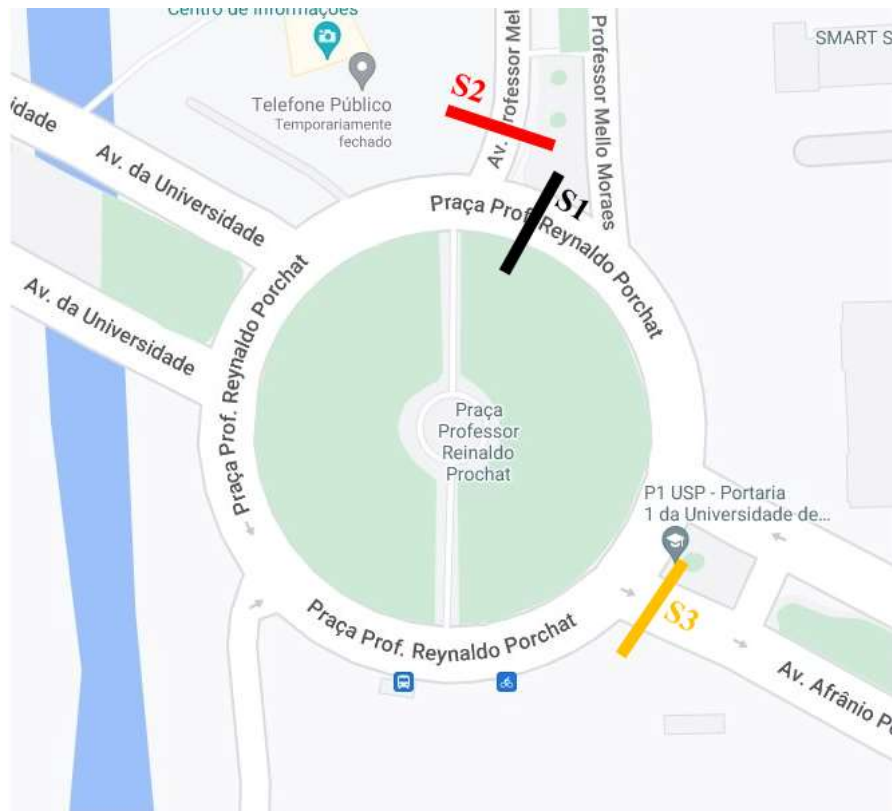 Centro de Informações
Telefone Público
Temporariamente
fechado
SMART S
idade
Av. da Universidade
Av. da Universidade
S2
Av. Professor Mel
Professor Mello Moraes
S1
Praça Prof. Reynaldo Porchat
Praça Prof. Reynaldo Porchat
Praça
Professor
Reinaldo
Prochat
P1 USP - Portaria
1 da Universidade de...
S3
Praça Prof. Reynaldo Porchat
Av. Afrânio P